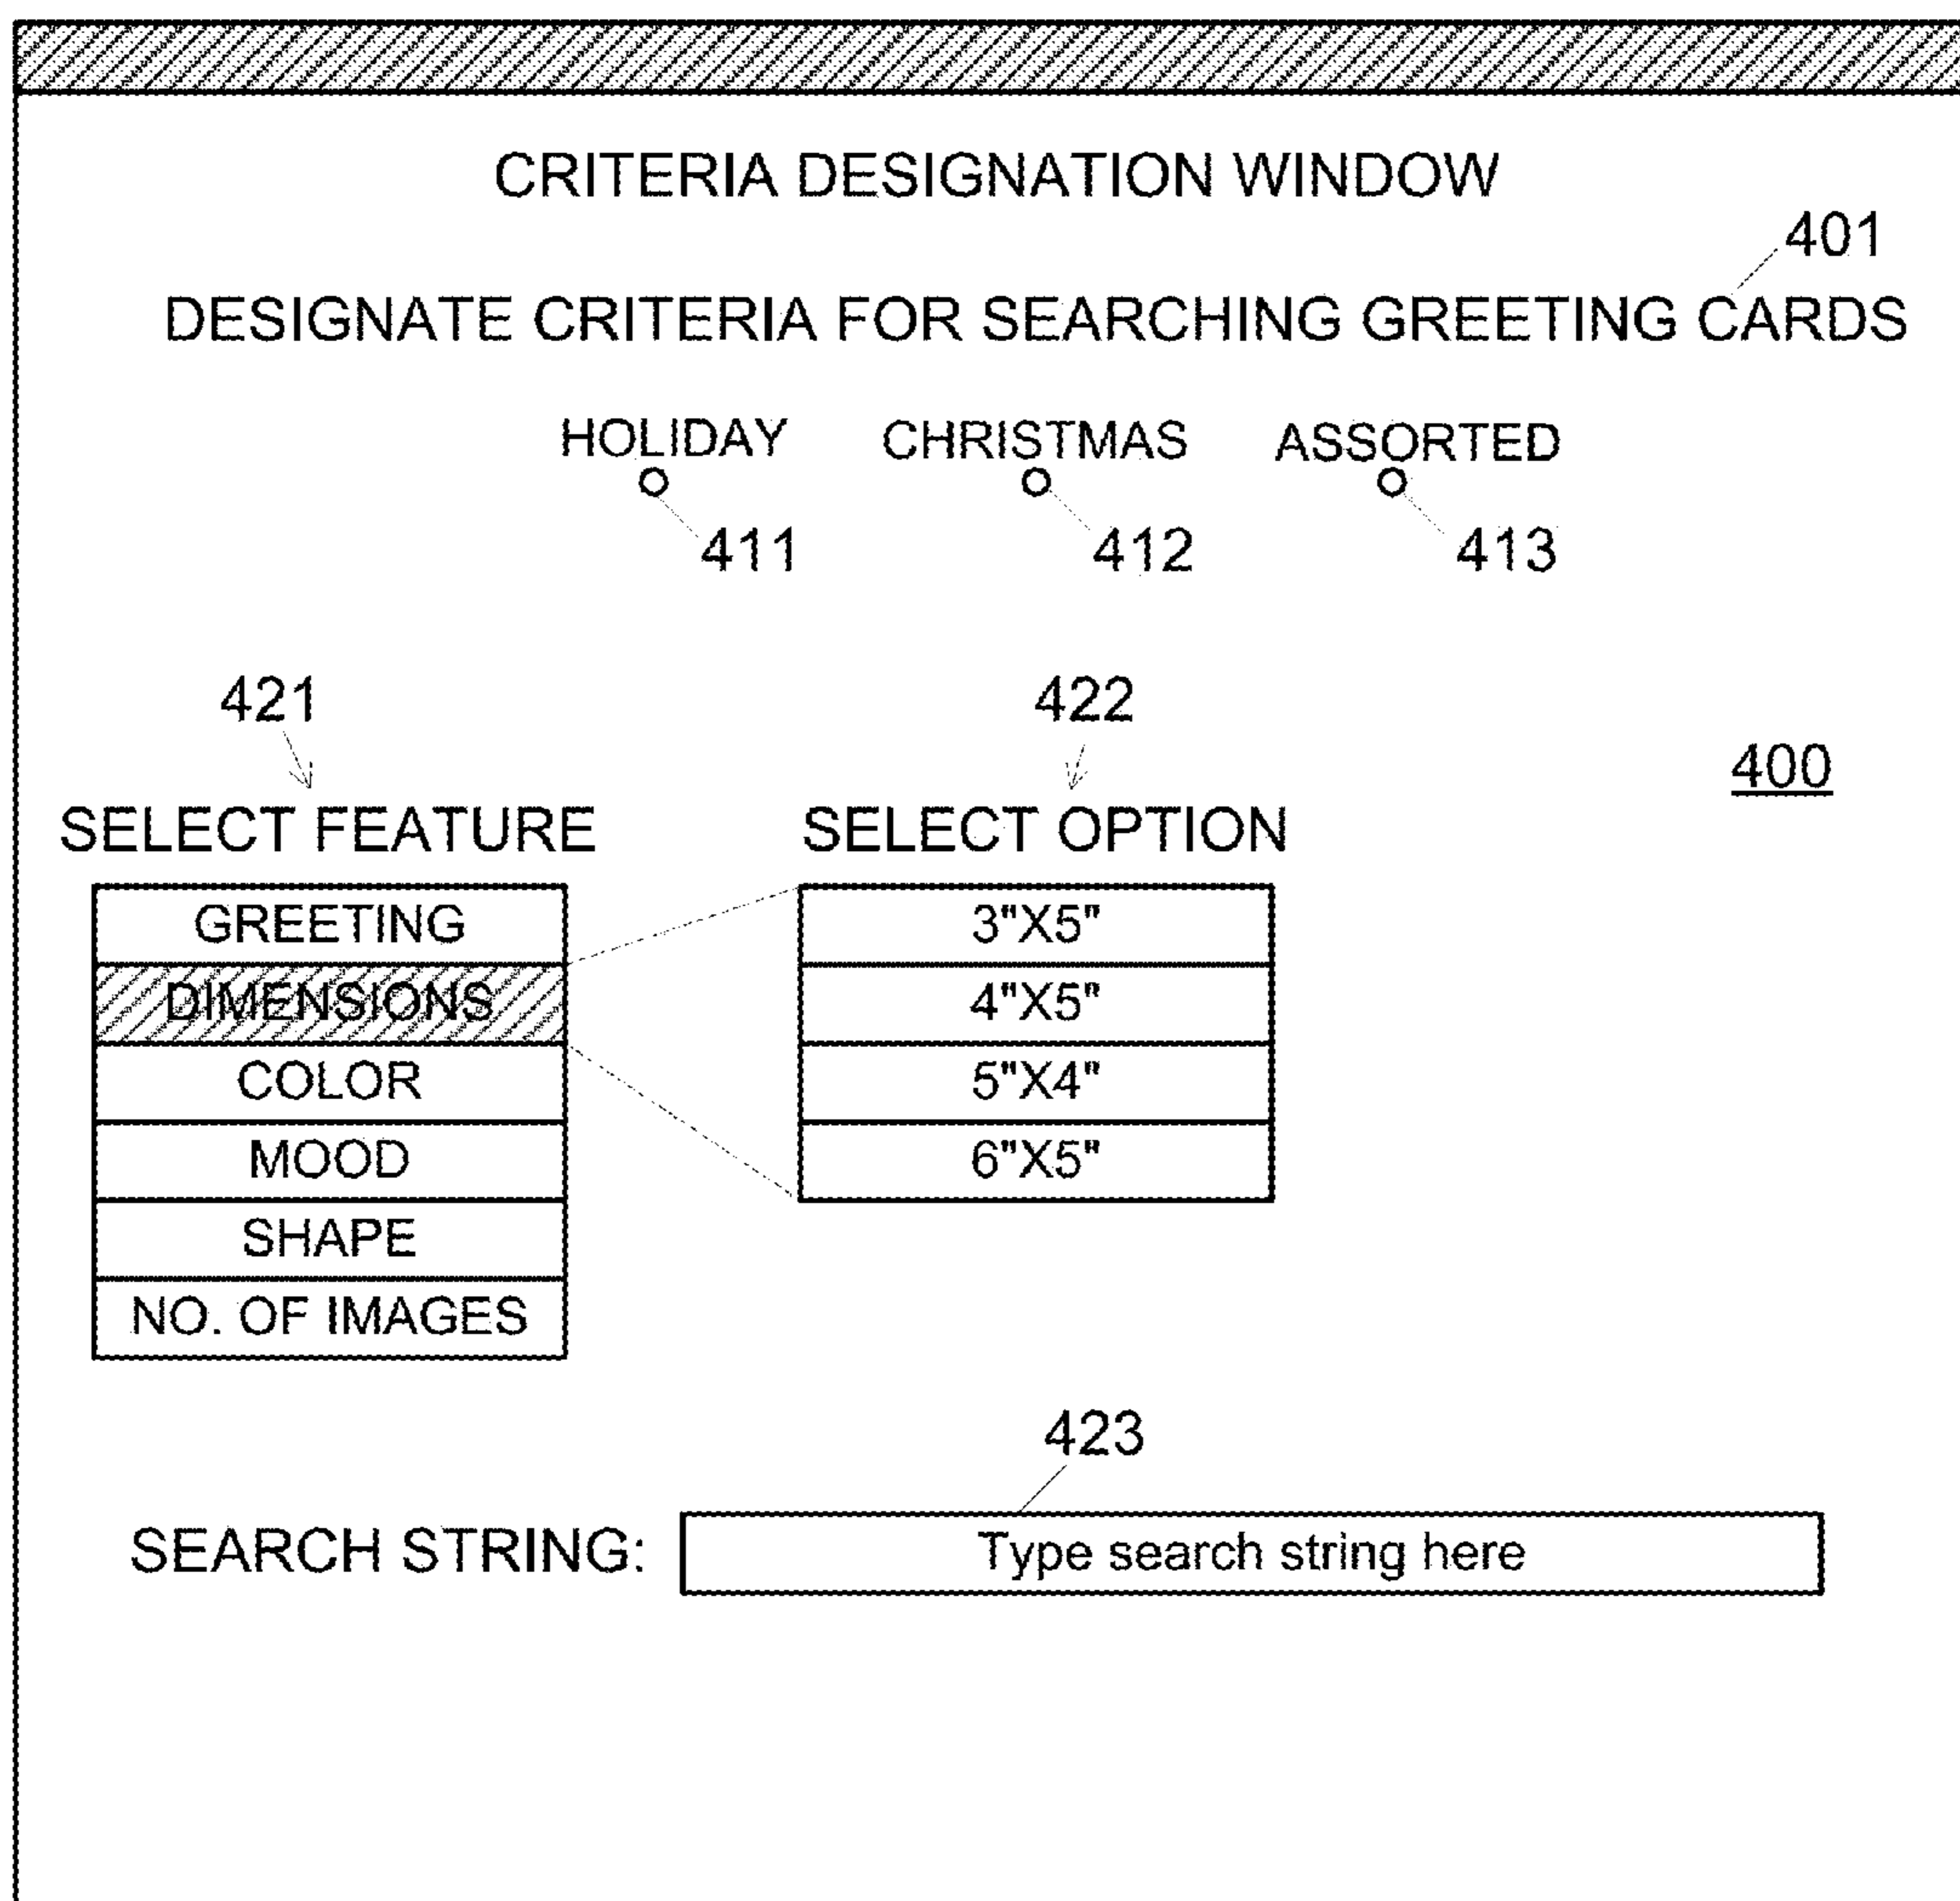 CRITERIA DESIGNATION WINDOW
401
DESIGNATE CRITERIA FOR SEARCHING GREETING CARDS
HOLIDAY CHRISTMAS ASSORTED
411 412 413
421 422
400
SELECT FEATURE SELECT OPTION
GREETING 3"X5"
DIMENSIONS 4"X5"
COLOR 5"X4"
MOOD 6"X5"
SHAPE
NO. OF IMAGES
423
SEARCH STRING: Type search string here